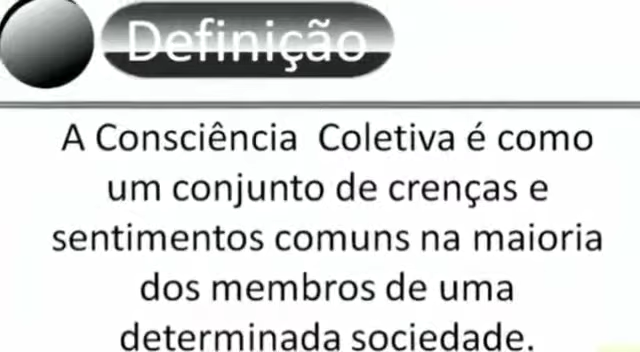 Definição
A Consciência Coletiva é como
um conjunto de crenças e
sentimentos comuns na maioria
dos membros de uma
determinada sociedade.